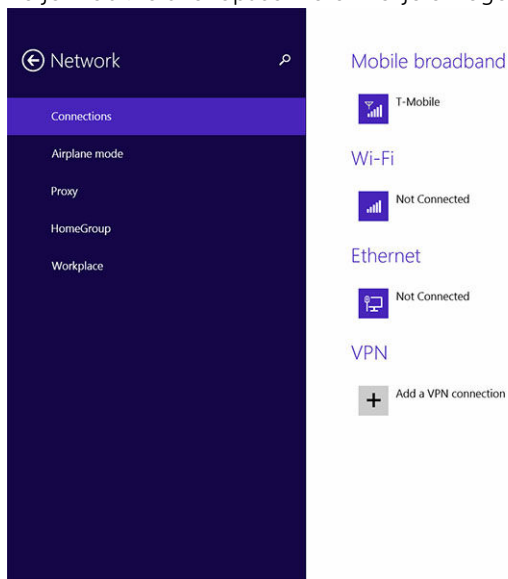 Network
Connections
Airplane mode
Proxy
HomeGroup
Workplace
Mobile broadband
T-Mobile
Wi-Fi
Not Connected
Ethernet
Not Connected
VPN
Add a VPN connection